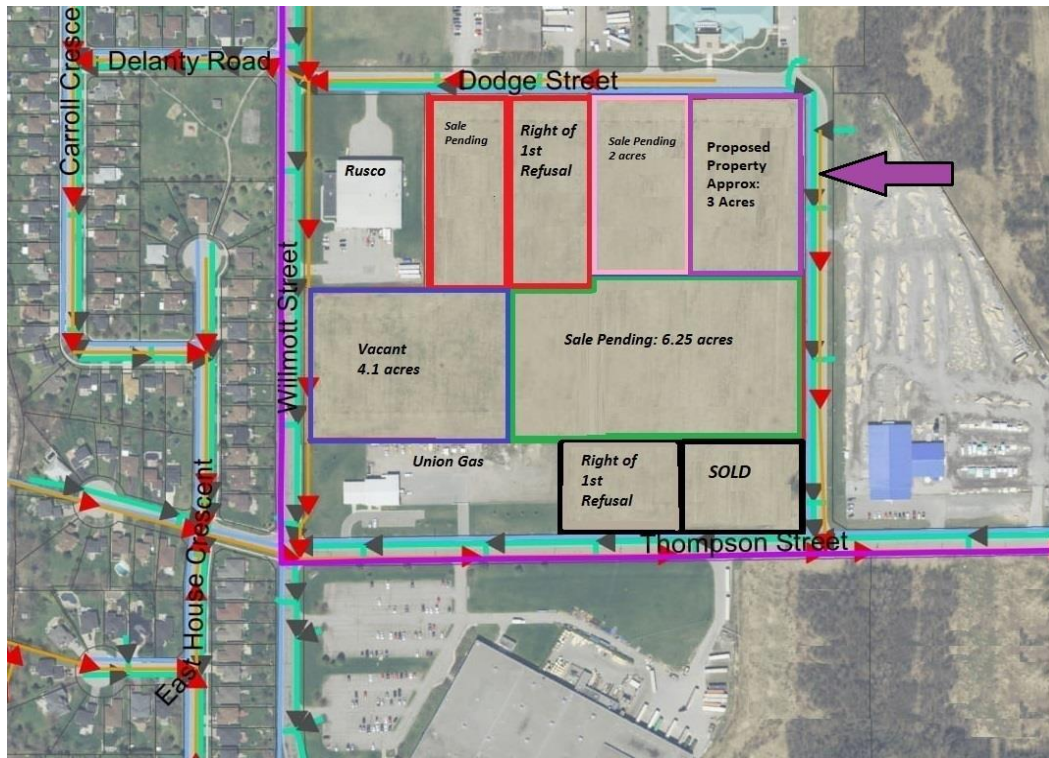 Carroll Cresce
Delanty Road
Dodge Street
Rusco
Sale
Pending
Right of
1st
Refusal
Sale Pending
2 acres
Proposed
Property
Approx:
3 Acres
Willmott Street
Vacant
4.1 acres
Sale Pending: 6.25 acres
Union Gas
Right of
1st
Refusal
SOLD
Thompson Street
East House Crescent